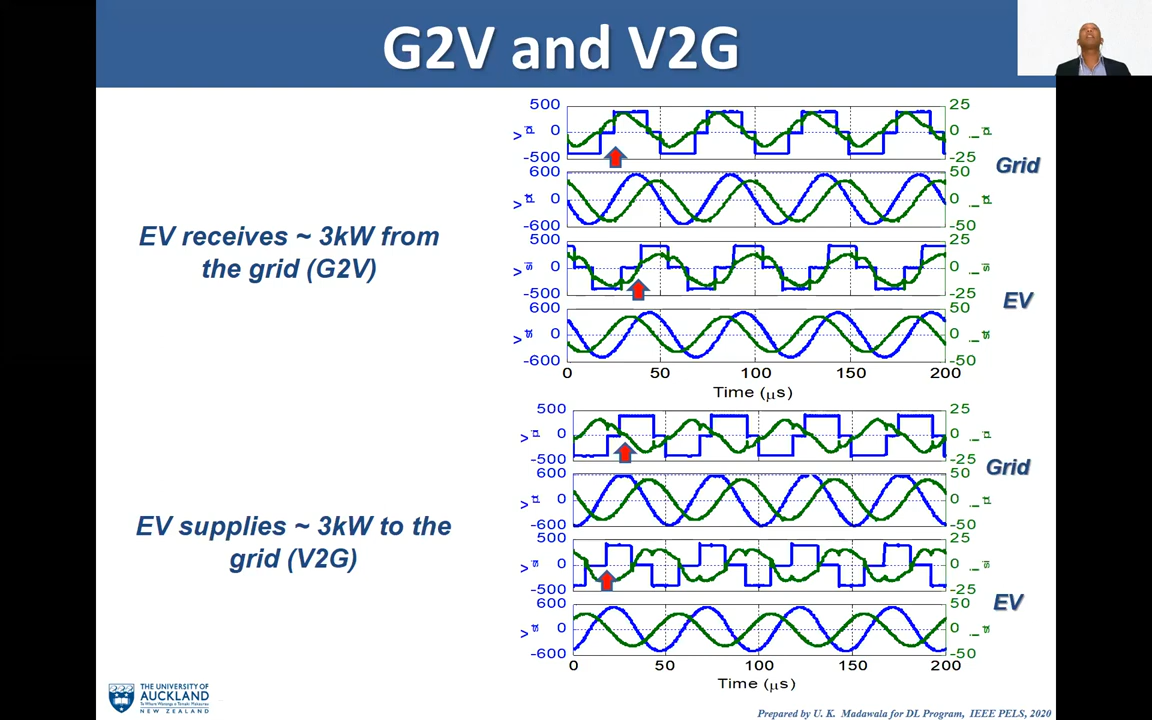 G2V and V2G
EV receives ~ 3kW from
the grid (G2V)
500
0
-500
25
0
-25
Grid
600
0
-600
50
0
-50
500
0
-500
25
0
-25
EV
600
0
-600
50
0
-50
0 50 100 150 200
Time (μs)
EV supplies ~ 3kW to the
grid (V2G)
500
0
-500
25
0
-25
Grid
600
0
-600
50
0
-50
500
0
-500
25
0
-25
EV
600
0
-600
50
0
-50
0 50 100 150 200
Time (μs)
THE UNIVERSITY OF
AUCKLAND
Te Whare Wānanga o Tāmaki Makaurau
NEW ZEALAND
Prepared by U. K. Madawala for DL Program, IEEE PELS, 2020